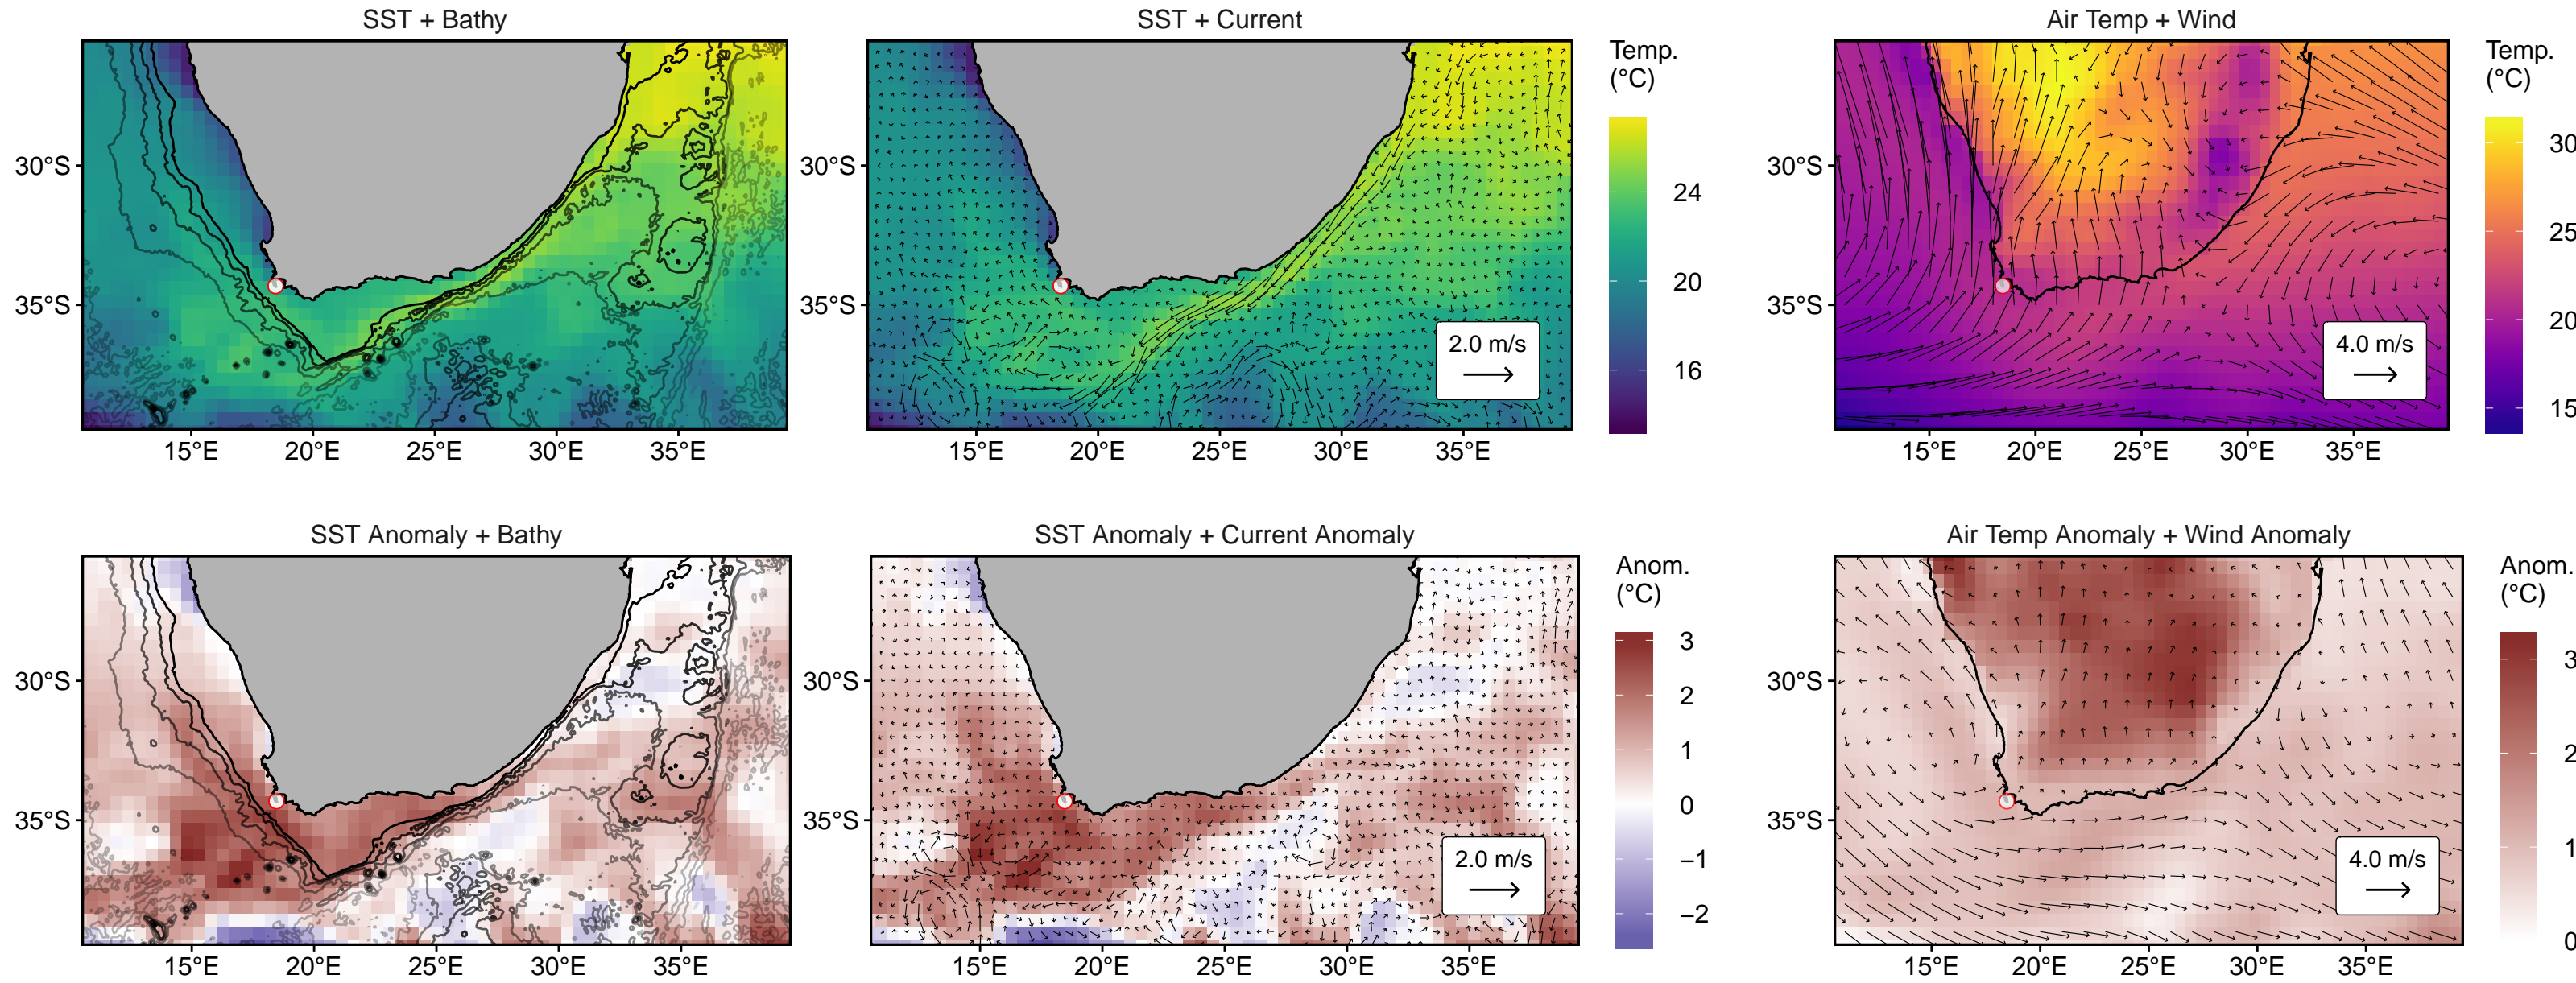 SST + Bathy
SST + Current
Air Temp + Wind
30°S
35°S
15°E
20°E
25°E
30°E
35°E
30°S
35°S
2.0 m/s
15°E
20°E
25°E
30°E
35°E
Temp.
(°C)
24
20
16
30°S
35°S
4.0 m/s
15°E
20°E
25°E
30°E
35°E
Temp.
(°C)
30
25
20
15
SST Anomaly + Bathy
SST Anomaly + Current Anomaly
Air Temp Anomaly + Wind Anomaly
30°S
35°S
15°E
20°E
25°E
30°E
35°E
30°S
35°S
2.0 m/s
15°E
20°E
25°E
30°E
35°E
Anom.
(°C)
3
2
1
0
−1
−2
30°S
35°S
4.0 m/s
15°E
20°E
25°E
30°E
35°E
Anom.
(°C)
3
2
1
0